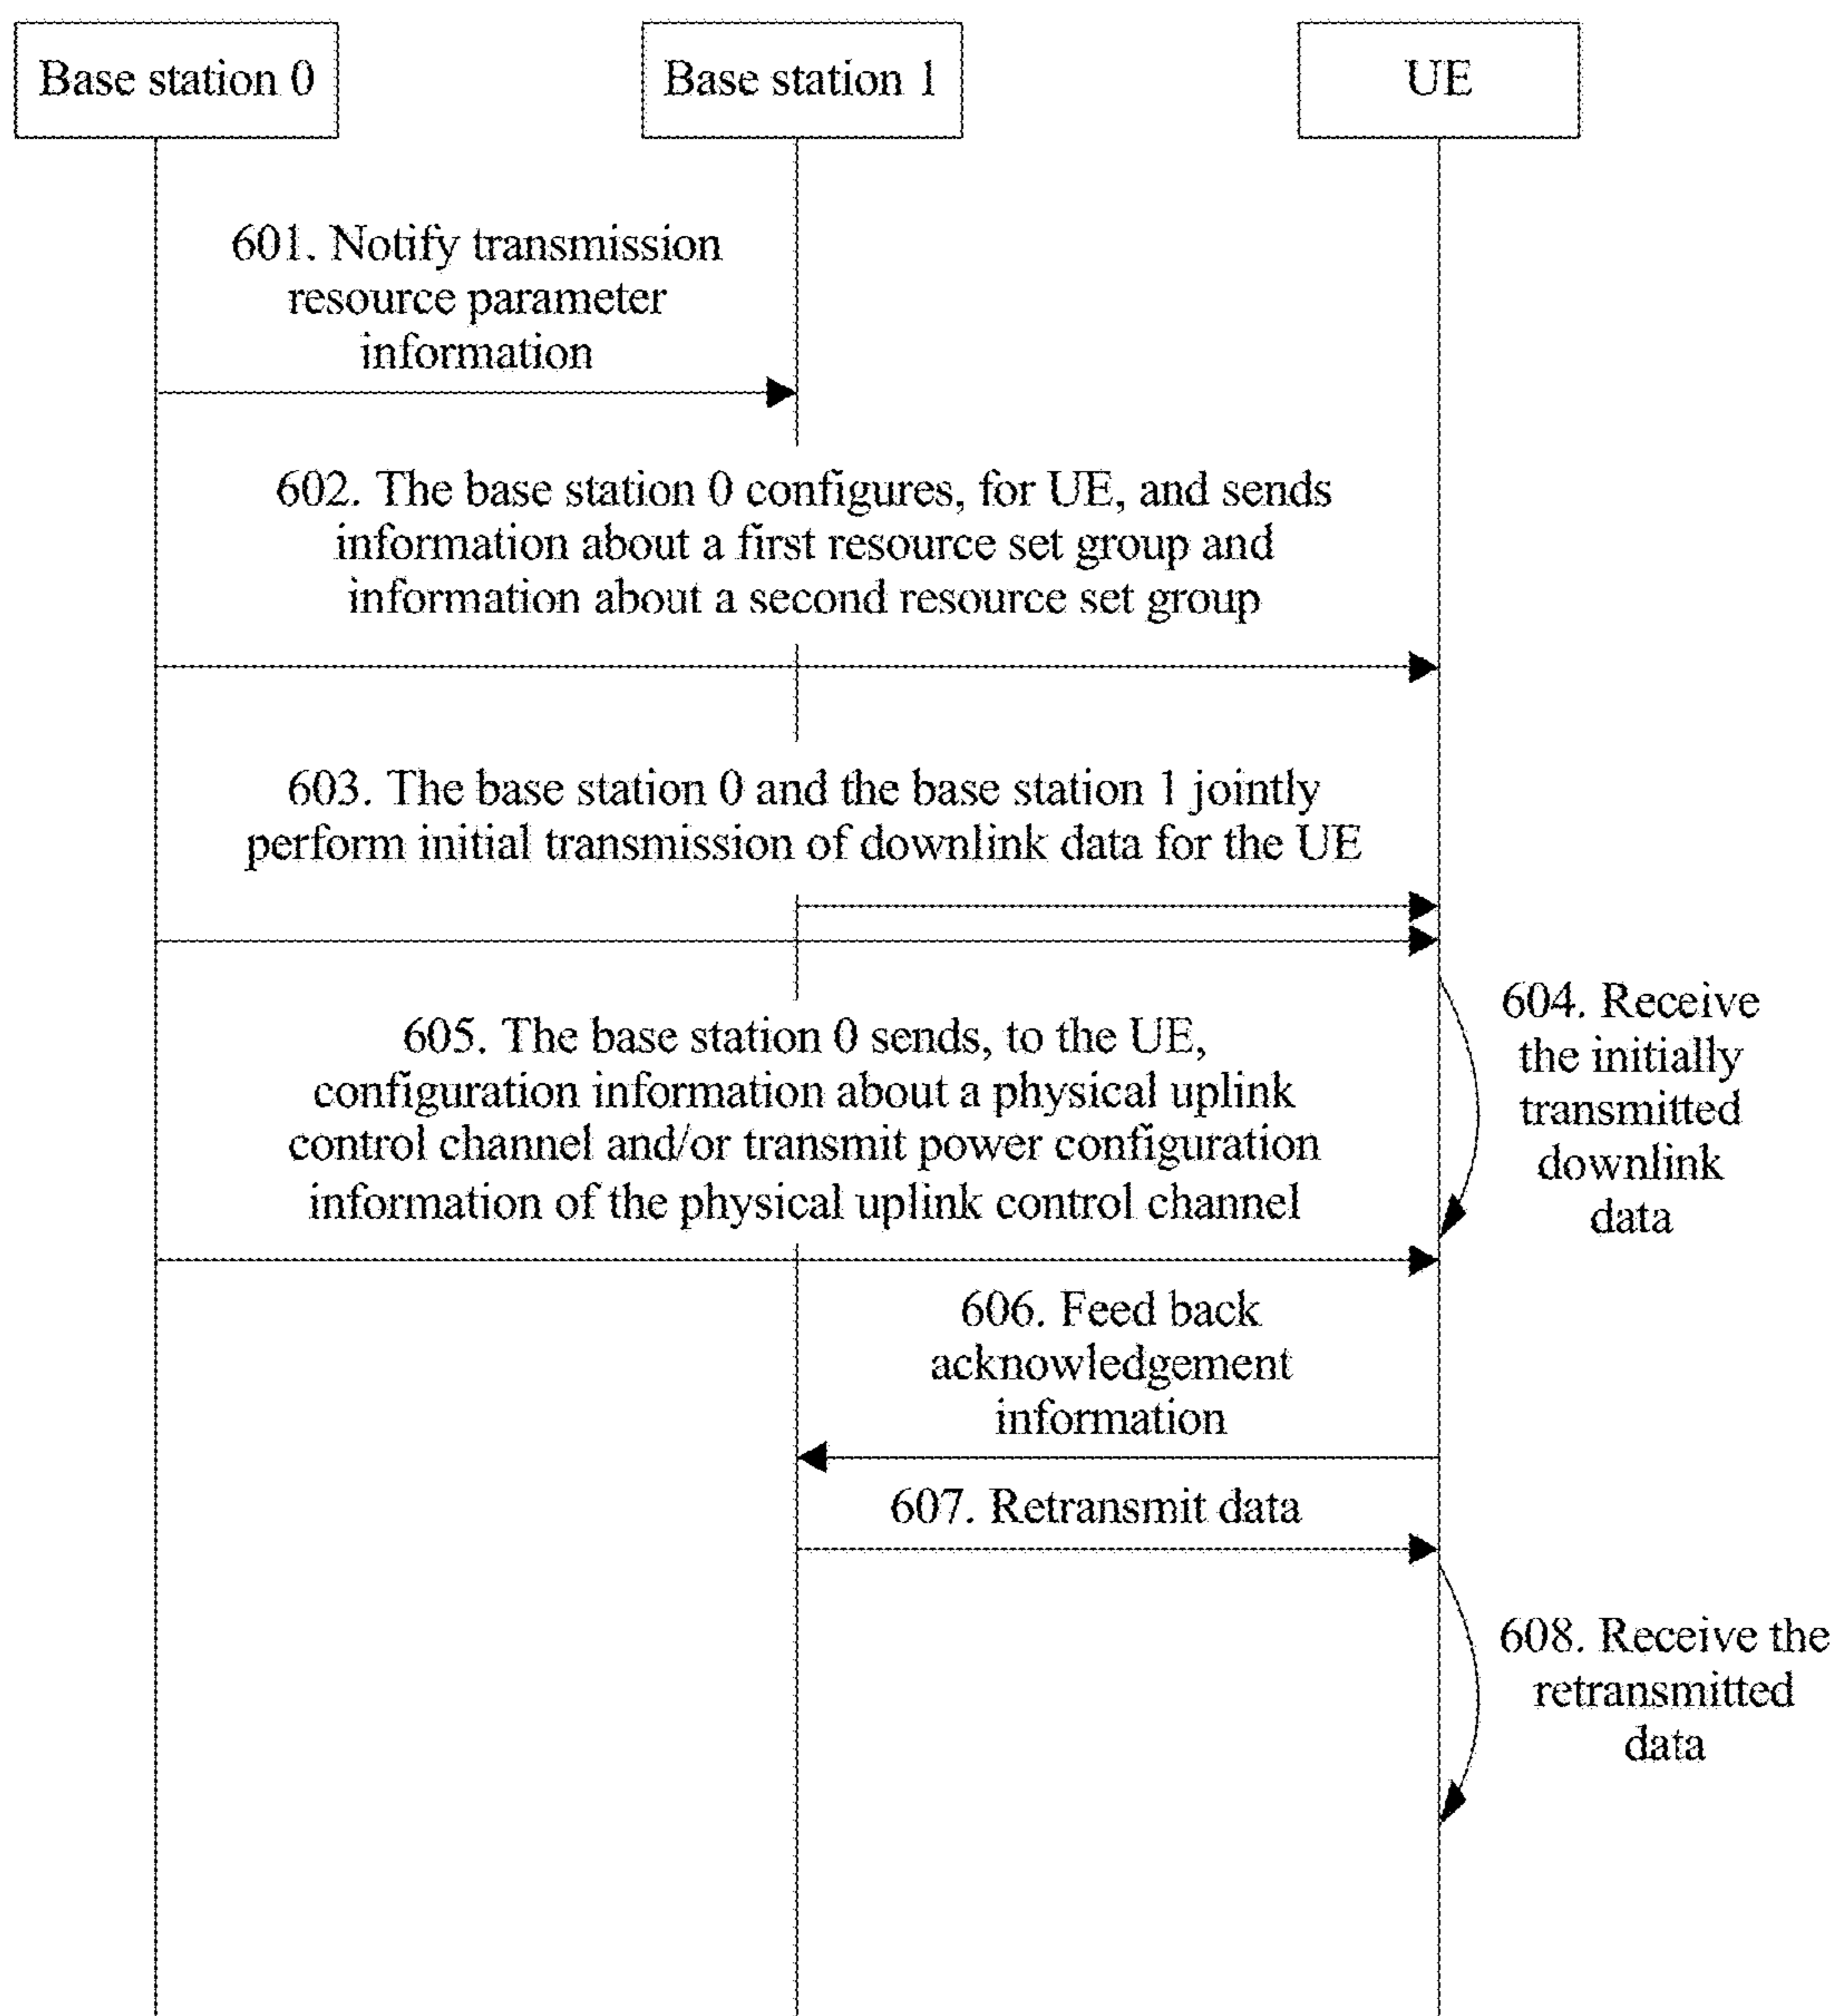 Base station 0
Base station 1
UE
601. Notify transmission
resource parameter
information
602. The base station 0 configures, for UE, and sends
information about a first resource set group and
information about a second resource set group
603. The base station 0 and the base station 1 jointly
perform initial transmission of downlink data for the UE
604. Receive
the initially
transmitted
downlink
data
605. The base station 0 sends, to the UE,
configuration information about a physical uplink
control channel and/or transmit power configuration
information of the physical uplink control channel
606. Feed back
acknowledgement
information
607. Retransmit data
608. Receive the
retransmitted
data